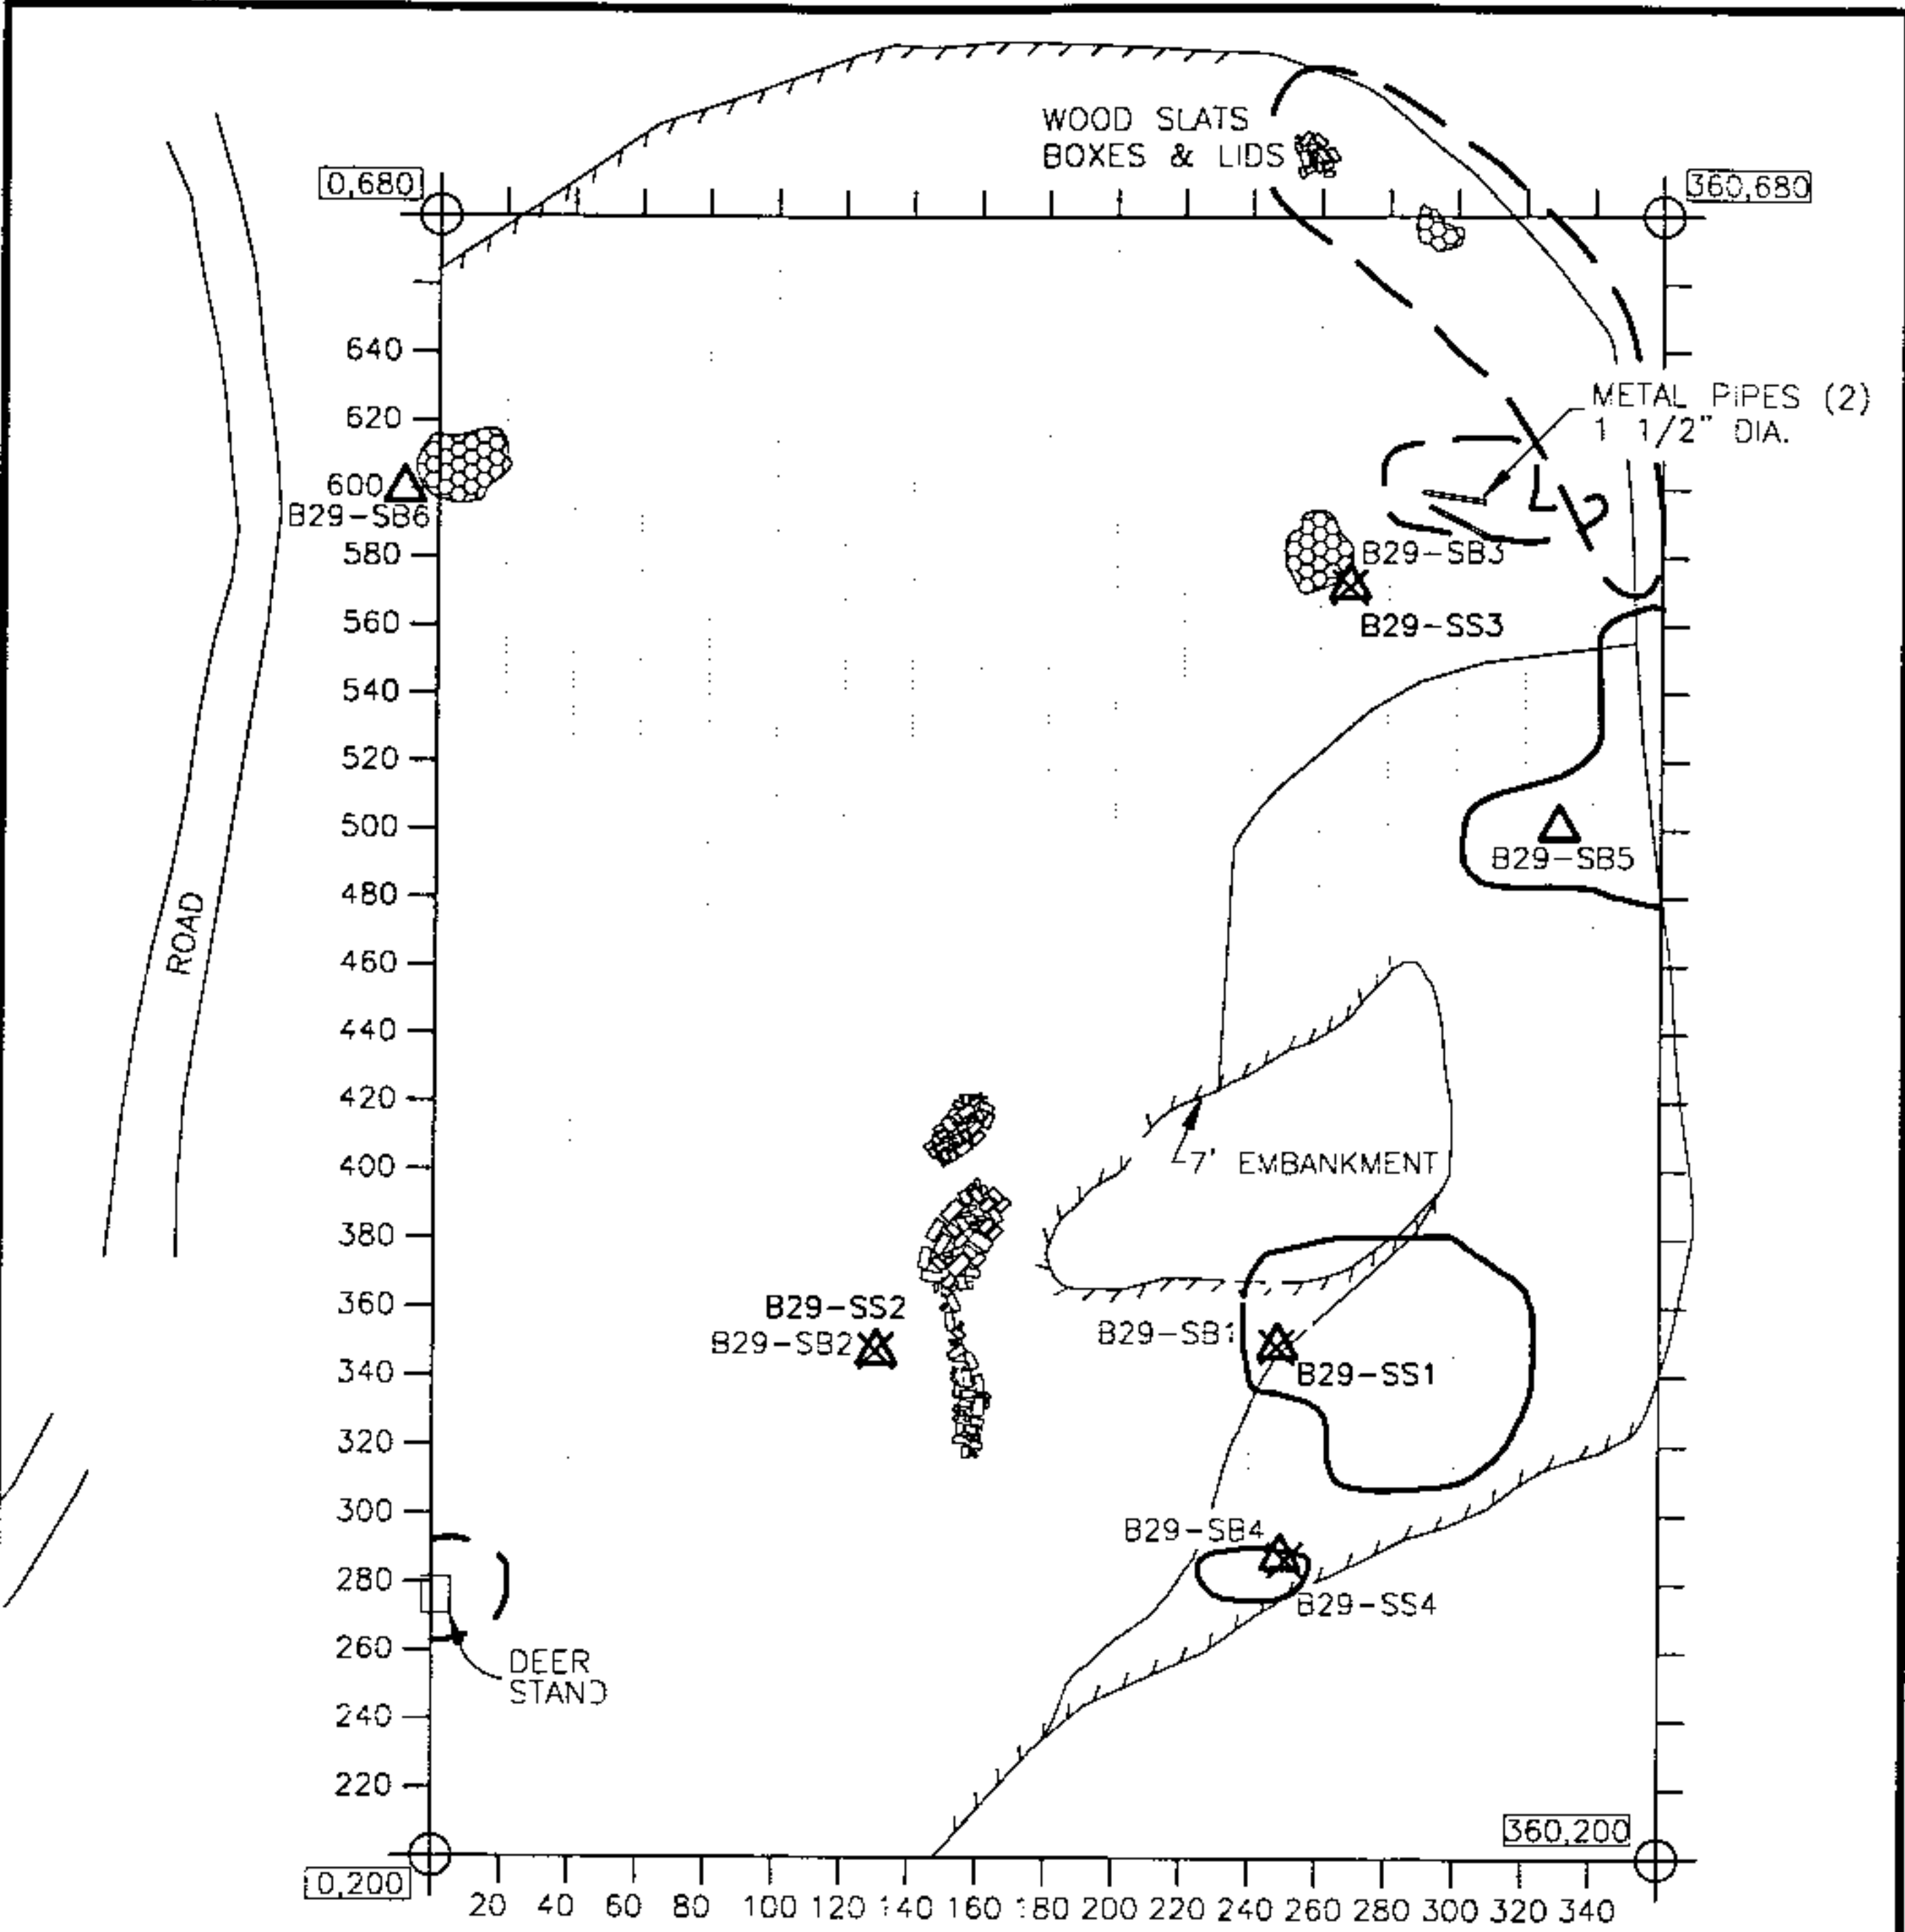 WOOD SLATS
BOXES & LIDS
0,680
360,680
METAL PIPES (2)
1 1/2" DIA.
640
620
600
B29-SB6
580
B29-SB3
560
B29-SS3
540
520
500
B29-SB5
480
ROAD
460
440
420
400
7' EMBANKMENT
380
360
B29-SS2
B29-SB2
B29-SB1
340
B29-SS1
320
300
B29-SB4
280
B29-SS4
260
DEER
STAND
240
220
360,200
0,200
20 40 60 80 100 120 140 160 180 200 220 240 260 280 300 320 340